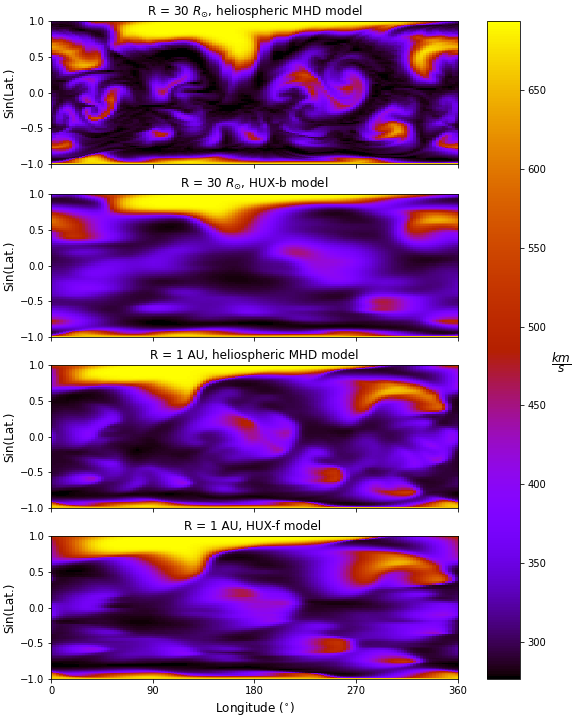 R = 30 R☉, heliospheric MHD model
1.0
0.5
0.0
−0.5
−1.0
Sin(Lat.)
R = 30 R☉, HUX-b model
1.0
0.5
0.0
−0.5
−1.0
Sin(Lat.)
R = 1 AU, heliospheric MHD model
1.0
0.5
0.0
−0.5
−1.0
Sin(Lat.)
R = 1 AU, HUX-f model
1.0
0.5
0.0
−0.5
−1.0
Sin(Lat.)
0 90 180 270 360
Longitude (°)
650
600
550
500
450
400
350
300
km/s